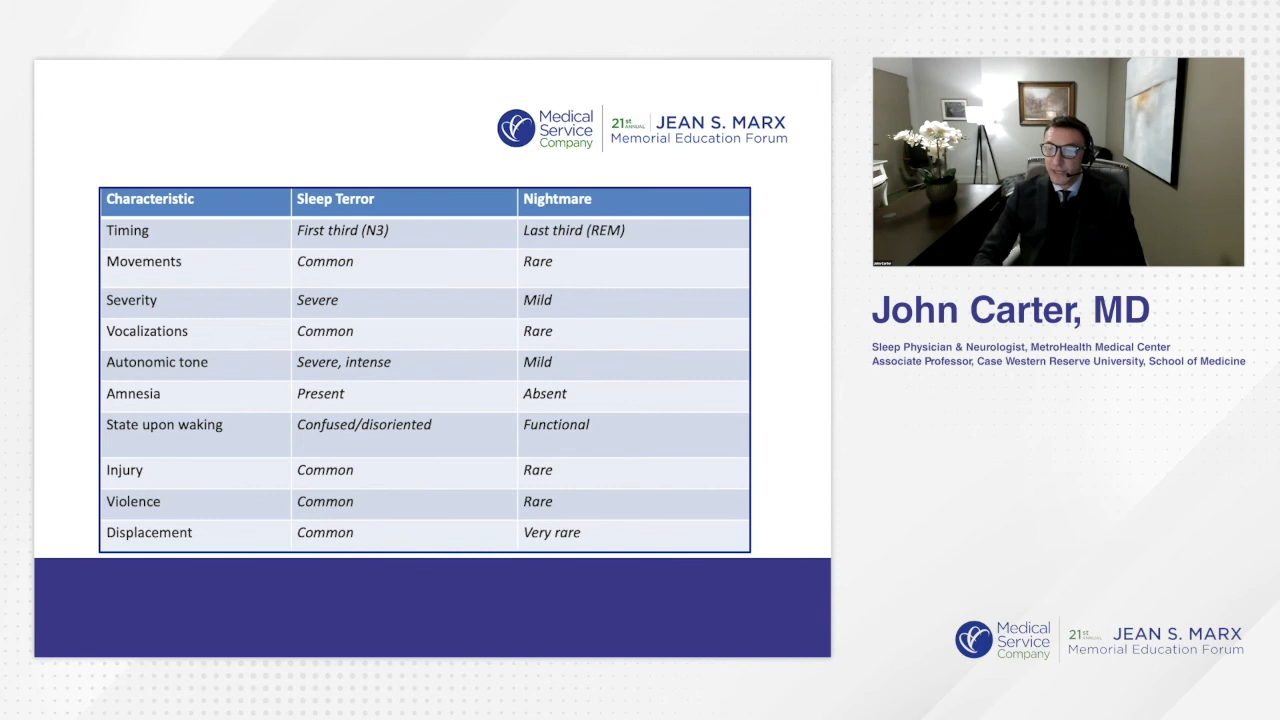 Medical
Service
Company
21st ANNUAL JEAN S. MARX
Memorial Education Forum
Characteristic Sleep Terror Nightmare
Timing First third (N3) Last third (REM)
Movements Common Rare
Severity Severe Mild
Vocalizations Common Rare
Autonomic tone Severe, intense Mild
Amnesia Present Absent
State upon waking Confused/disoriented Functional
Injury Common Rare
Violence Common Rare
Displacement Common Very rare
John Carter
John Carter, MD
Sleep Physician & Neurologist, MetroHealth Medical Center
Associate Professor, Case Western Reserve University, School of Medicine
Medical
Service
Company
21st ANNUAL JEAN S. MARX
Memorial Education Forum